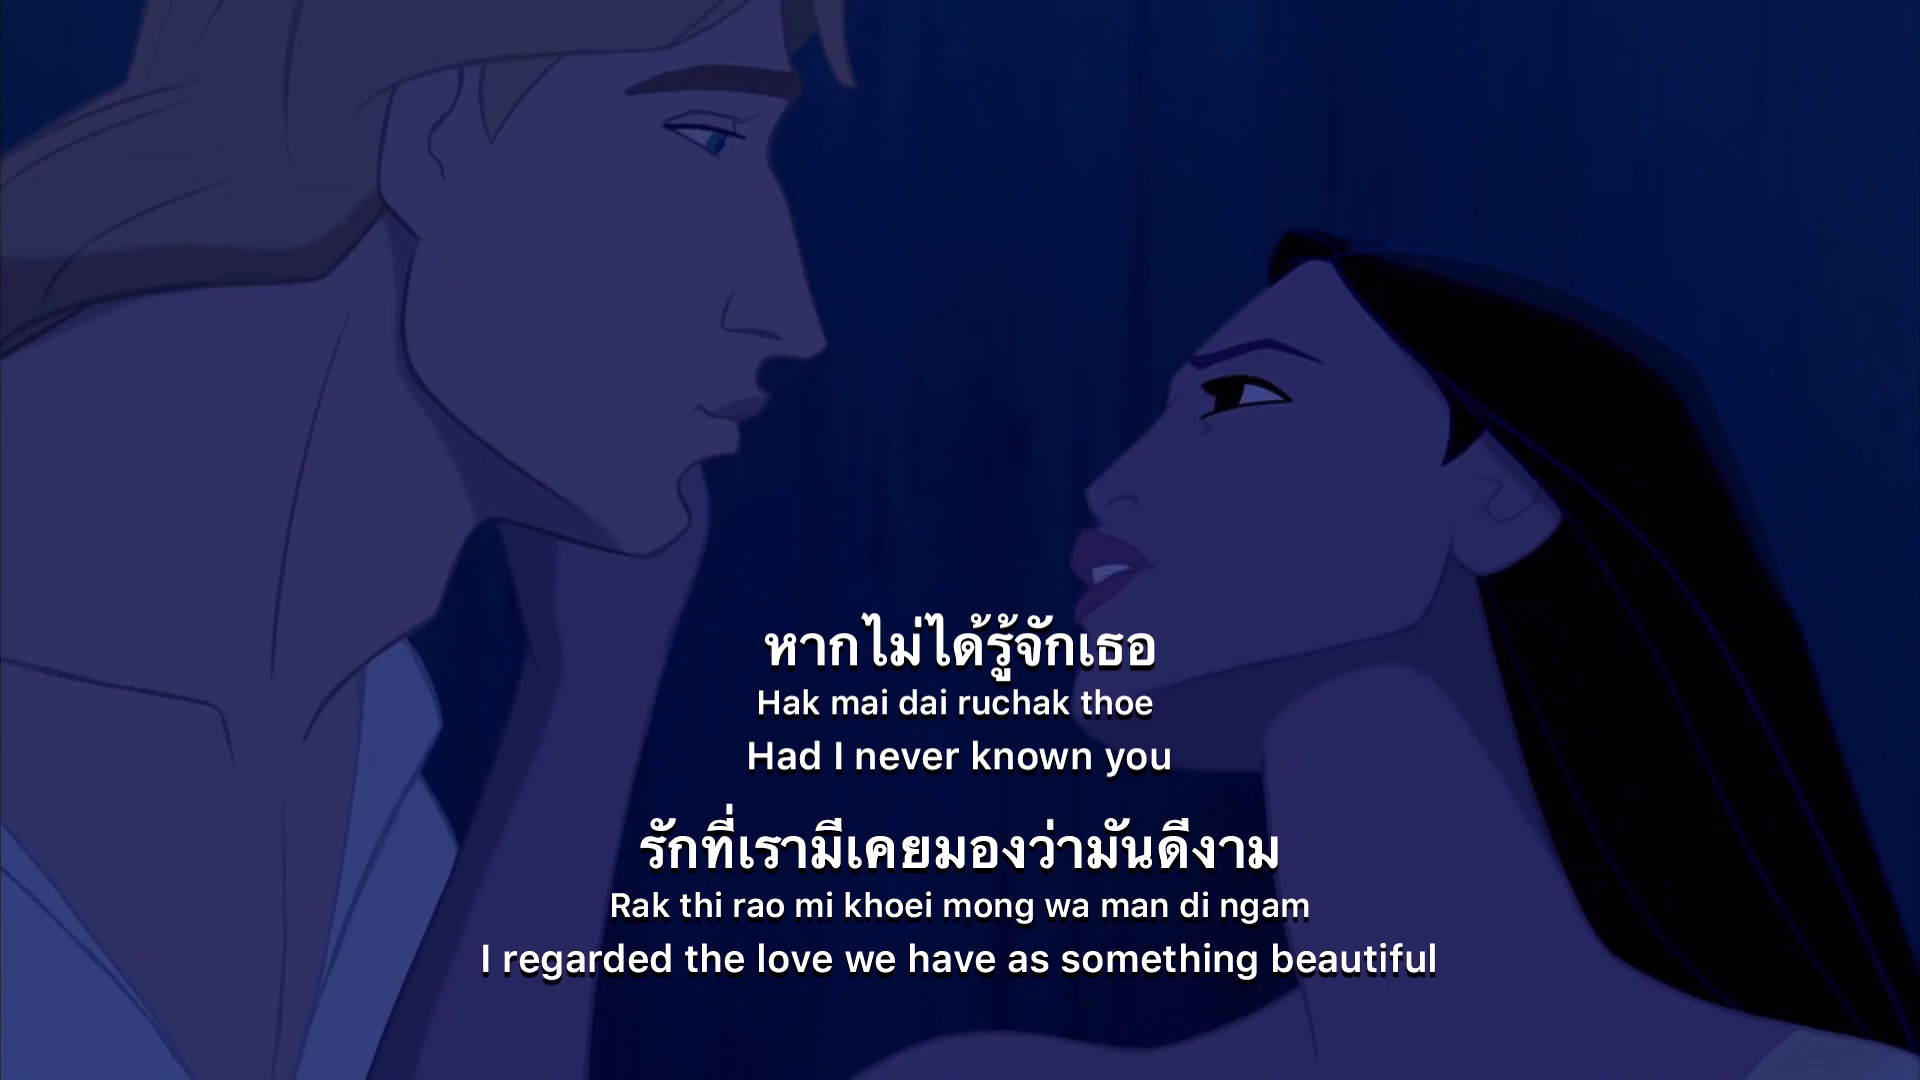 หากไม่ได้รู้จักเธอ
Hak mai dai ruchak thoe
Had I never known you
รักที่เรามีเคยมองว่ามันดีงาม
Rak thi rao mi khoei mong wa man di ngam
I regarded the love we have as something beautiful